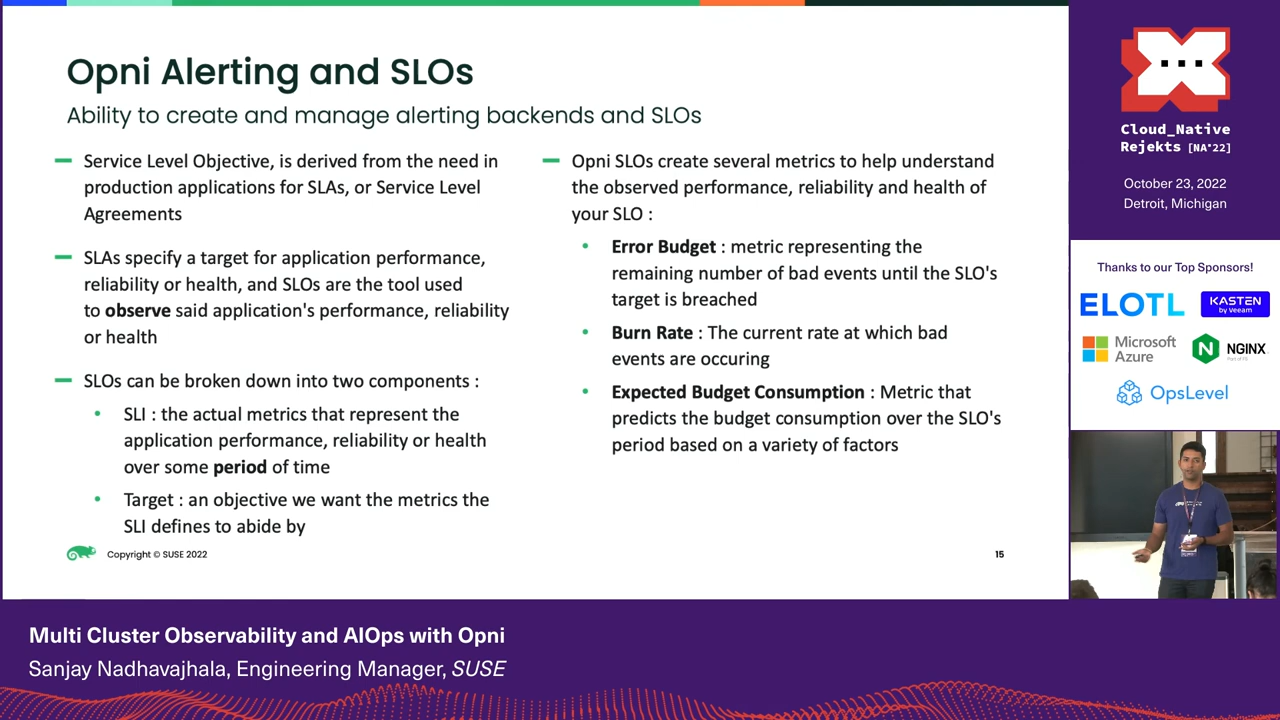 Opni Alerting and SLOs
Ability to create and manage alerting backends and SLOs
Service Level Objective, is derived from the need in
production applications for SLAs, or Service Level
Agreements
SLAs specify a target for application performance,
reliability or health, and SLOs are the tool used
to observe said application's performance, reliability
or health
SLOs can be broken down into two components :
SLI : the actual metrics that represent the
application performance, reliability or health
over some period of time
Target : an objective we want the metrics the
SLI defines to abide by
Opni SLOs create several metrics to help understand
the observed performance, reliability and health of
your SLO :
Error Budget : metric representing the
remaining number of bad events until the SLO's
target is breached
Burn Rate : The current rate at which bad
events are occuring
Expected Budget Consumption : Metric that
predicts the budget consumption over the SLO's
period based on a variety of factors
Copyright © SUSE 2022
15
Cloud_Native
Rejekts [NA'22]
October 23, 2022
Detroit, Michigan
Thanks to our Top Sponsors!
ELOTL
KASTEN
by Veeam
Microsoft
Azure
NGINX
Part of F5
OpsLevel
Multi Cluster Observability and AIOps with Opni
Sanjay Nadhavajhala, Engineering Manager, SUSE